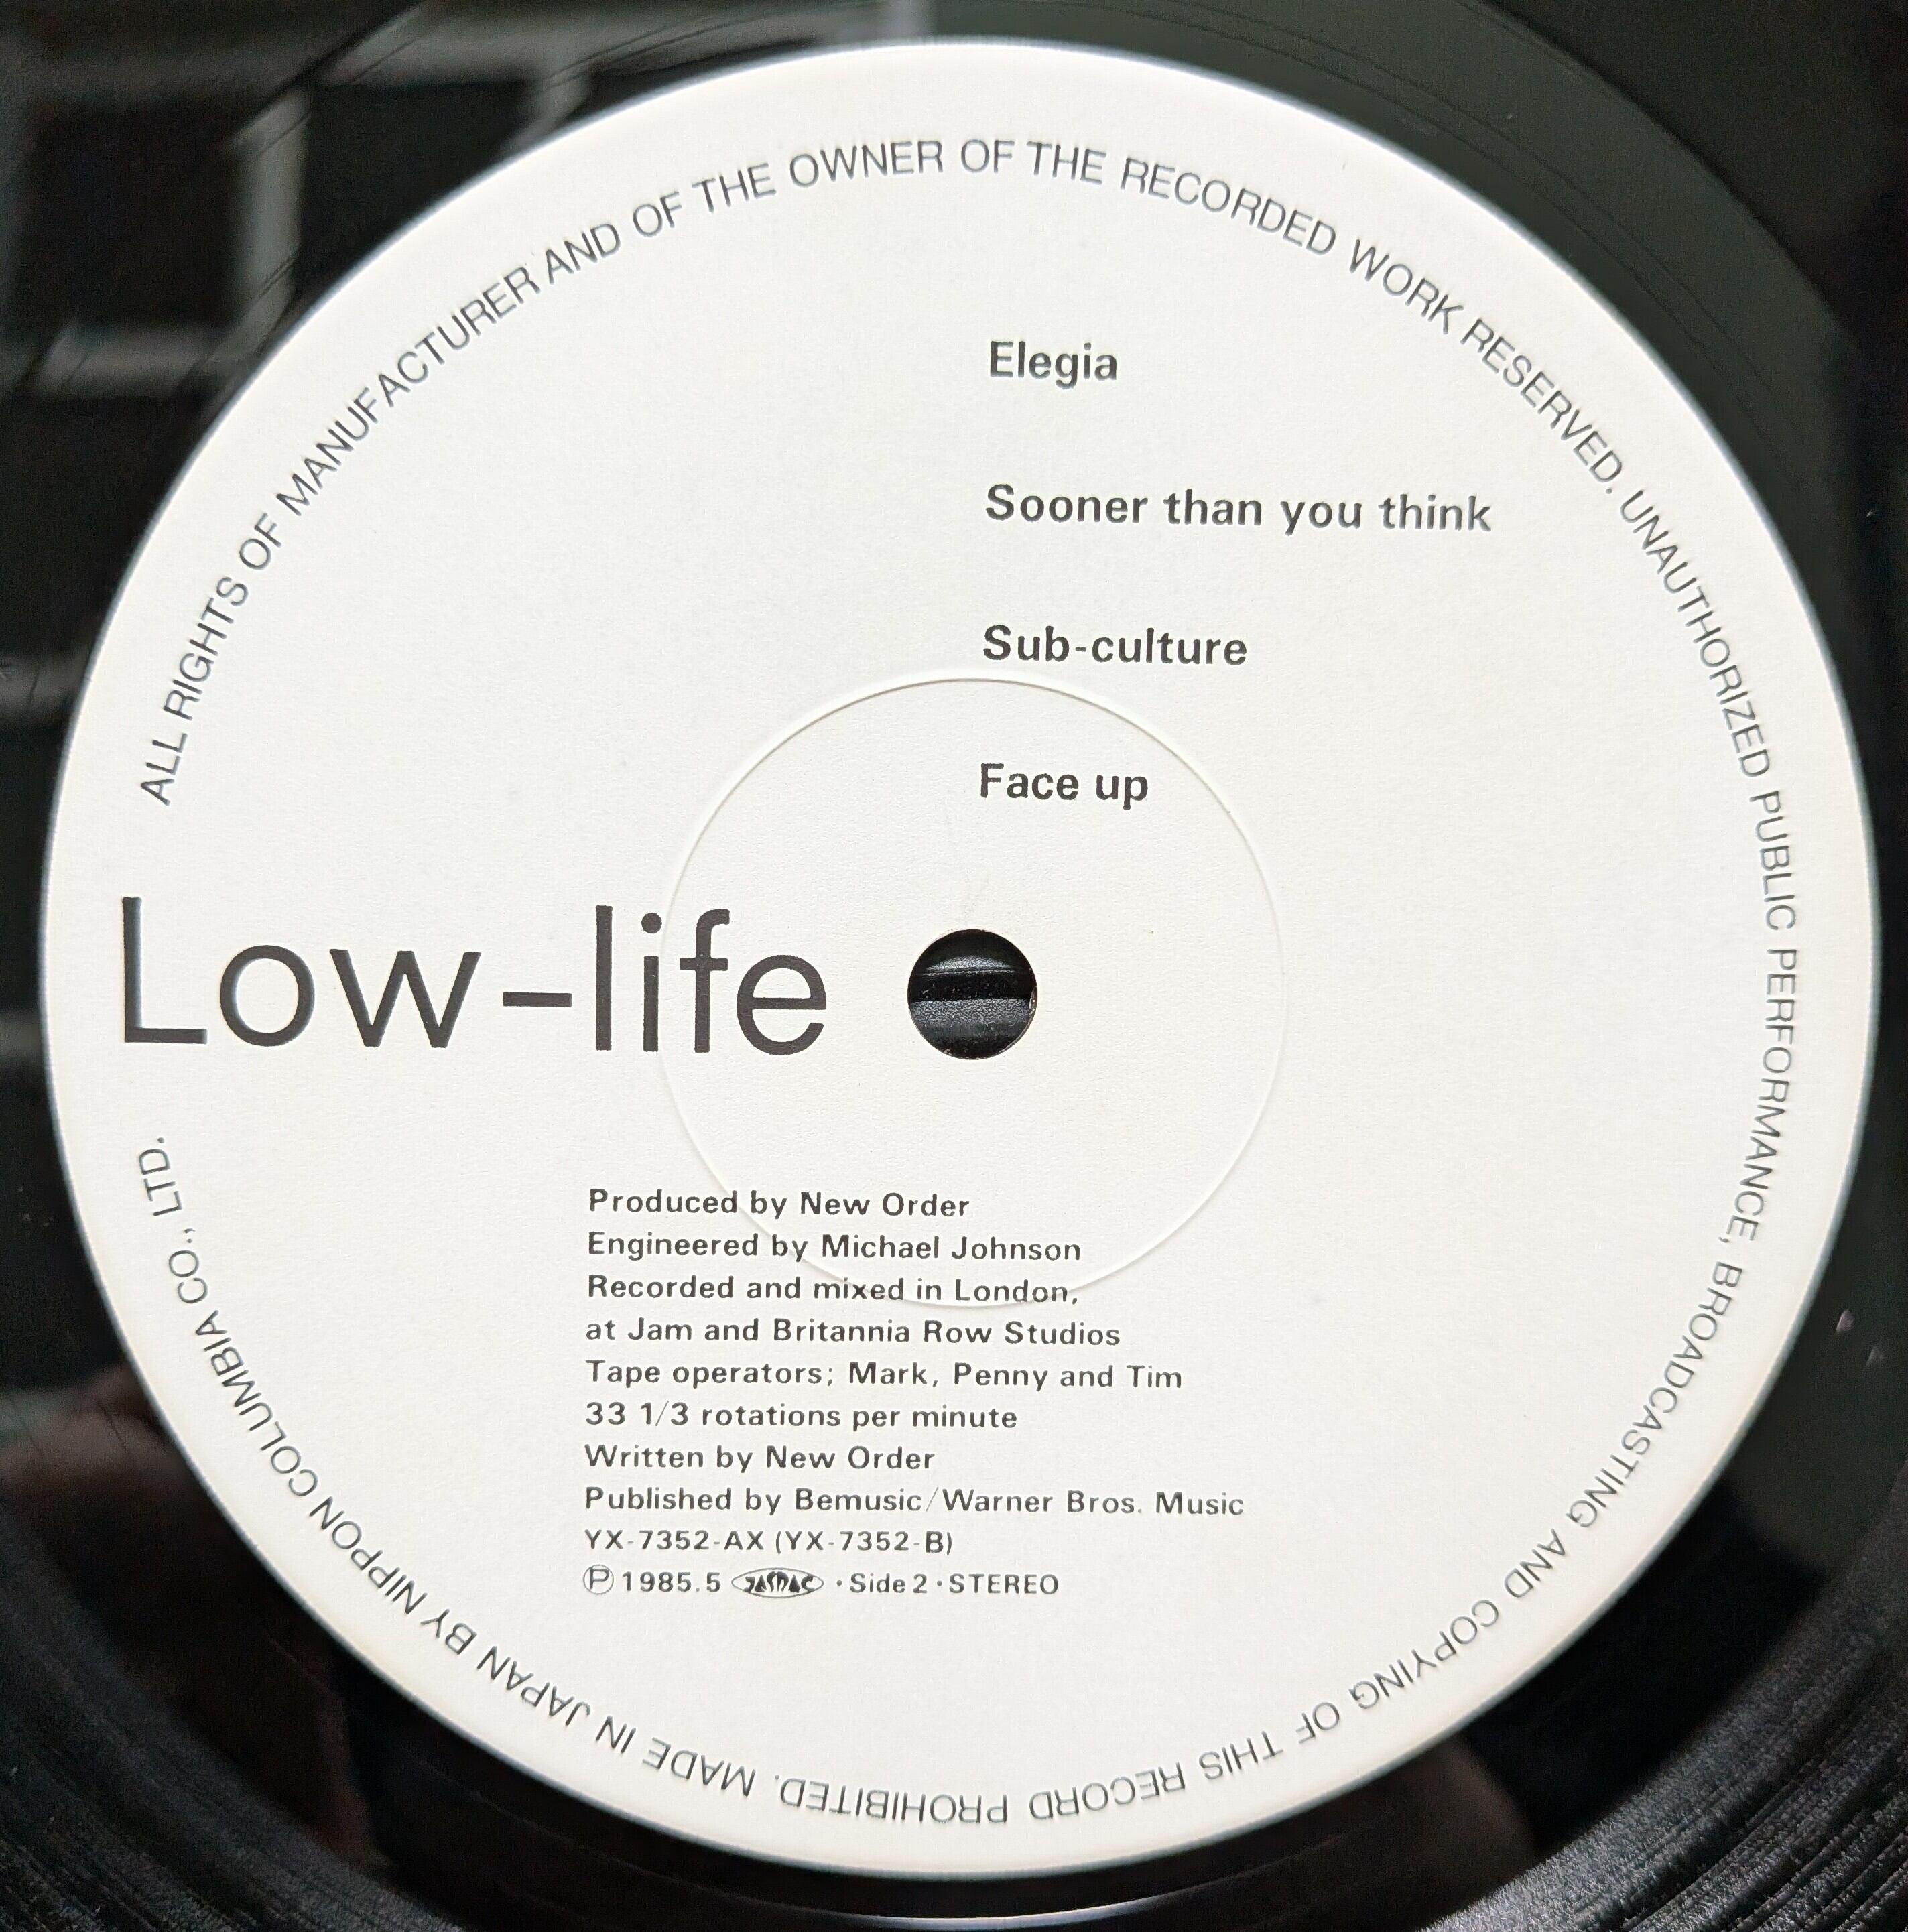 ALL RIGHTS OF MANUFACTURER AND OF THE OWNER OF THE RECORDED WORK RESERVED. UNAUTHORIZED PUBLIC PERFORMANCE, BROADCASTING AND COPYING OF THIS RECORD PROHIBITED. MADE IN JAPAN BY NIPPON COLUMBIA CO., LTD.
Elegia
Sooner than you think
Sub-culture
Face up
Low-life
Produced by New Order
Engineered by Michael Johnson
Recorded and mixed in London,
at Jam and Britannia Row Studios
Tape operators; Mark, Penny and Tim
33 1/3 rotations per minute
Written by New Order
Published by Bemusic/Warner Bros. Music
YX-7352-AX (YX-7352-B)
Ⓟ 1985.5 JASRAC · Side 2 · STEREO